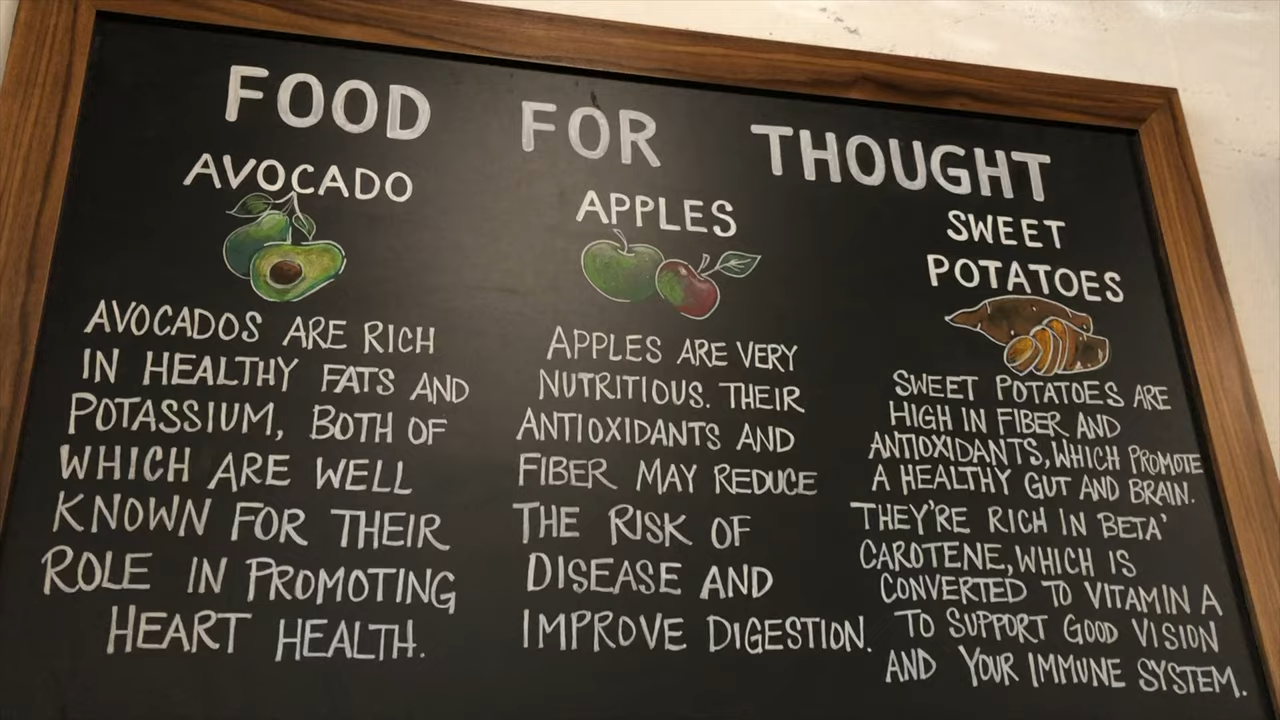 FOOD FOR THOUGHT
AVOCADO
AVOCADOS ARE RICH
IN HEALTHY FATS AND
POTASSIUM, BOTH OF
WHICH ARE WELL
KNOWN FOR THEIR
ROLE IN PROMOTING
HEART HEALTH.
APPLES
APPLES ARE VERY
NUTRITIOUS. THEIR
ANTIOXIDANTS AND
FIBER MAY REDUCE
THE RISK OF
DISEASE AND
IMPROVE DIGESTION.
SWEET
POTATOES
SWEET POTATOES ARE
HIGH IN FIBER AND
ANTIOXIDANTS, WHICH PROMOTE
A HEALTHY GUT AND BRAIN.
THEY'RE RICH IN BETA'
CAROTENE, WHICH IS
CONVERTED TO VITAMIN A
TO SUPPORT GOOD VISION
AND YOUR IMMUNE SYSTEM.